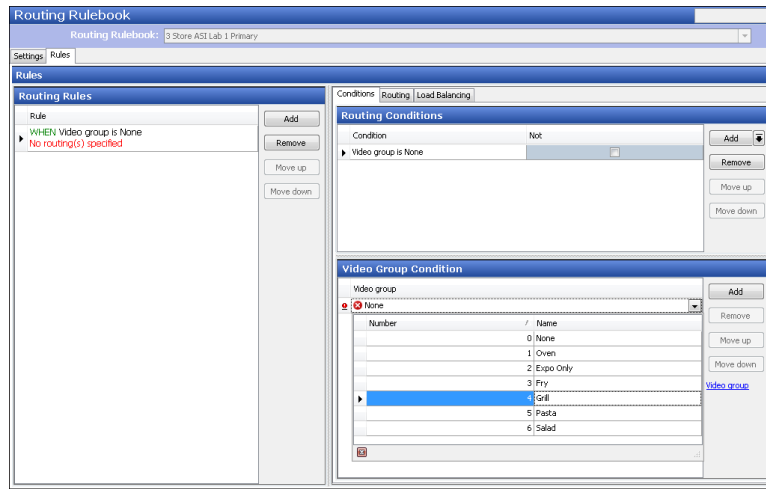 Routing Rulebook
Routing Rulebook: 3 Store ASI Lab 1 Primary
Settings Rules
Rules
Routing Rules
Rule
WHEN Video group is None
No routing(s) specified
Add
Remove
Move up
Move down
Conditions Routing Load Balancing
Routing Conditions
Condition Not
Video group is None
Add
Remove
Move up
Move down
Video Group Condition
Video group
None
Number / Name
0 None
1 Oven
2 Expo Only
3 Fry
4 Grill
5 Pasta
6 Salad
Add
Remove
Move up
Move down
Video group